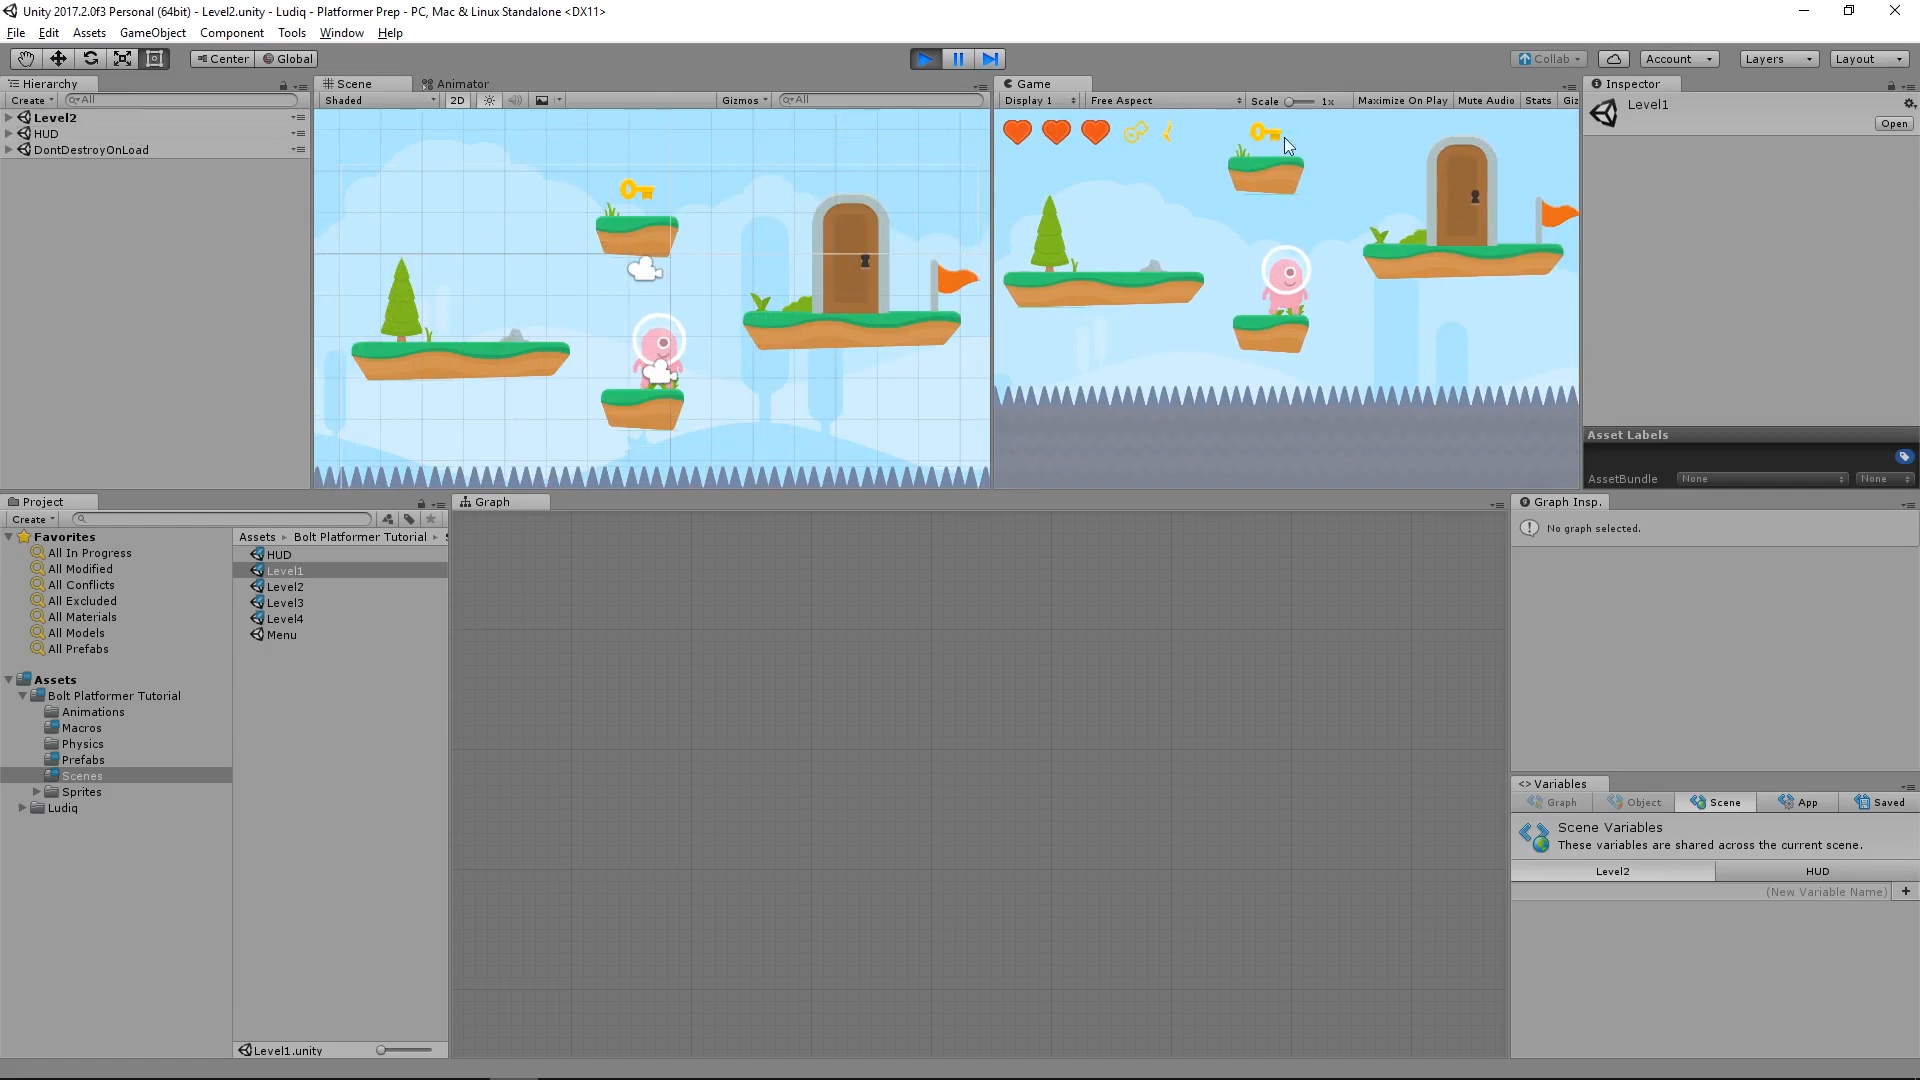 Unity 2017.2.0f3 Personal (64bit) - Level2.unity - Ludiq - Platformer Prep - PC, Mac & Linux Standalone <DX11>
File Edit Assets GameObject Component Tools Window Help
Center Global Collab Account Layers Layout
Hierarchy
Create All
Level2
HUD
DontDestroyOnLoad
Scene Animator
Shaded 2D Gizmos All
Game
Display 1 Free Aspect Scale 1x Maximize On Play Mute Audio Stats Giz
Inspector
Level1
Open
Asset Labels
AssetBundle None None
Project
Create
Favorites
All In Progress
All Modified
All Conflicts
All Excluded
All Materials
All Models
All Prefabs
Assets
Bolt Platformer Tutorial
Animations
Macros
Physics
Prefabs
Scenes
Sprites
Ludiq
Assets Bolt Platformer Tutorial
HUD
Level1
Level2
Level3
Level4
Menu
Level1.unity
Graph
Graph Insp.
No graph selected.
<> Variables
Graph Object Scene App Saved
Scene Variables
These variables are shared across the current scene.
Level2 HUD
(New Variable Name) +